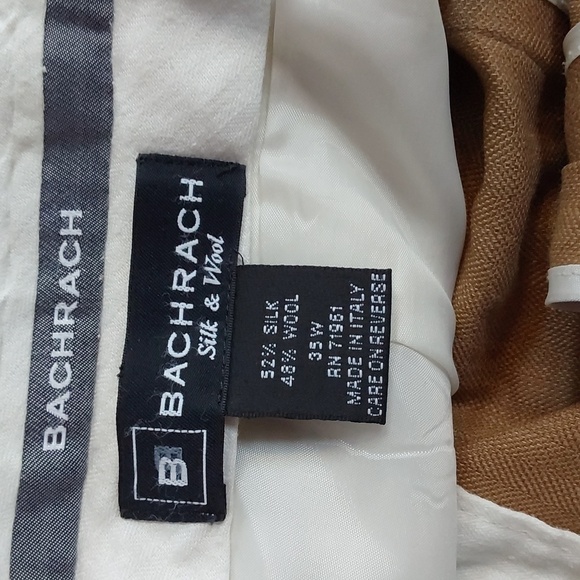 BACHRACH
B
BACHRACH
Silk & Wool
52% SILK
48% WOOL
35W
RN 71961
MADE IN ITALY
CARE ON REVERSE